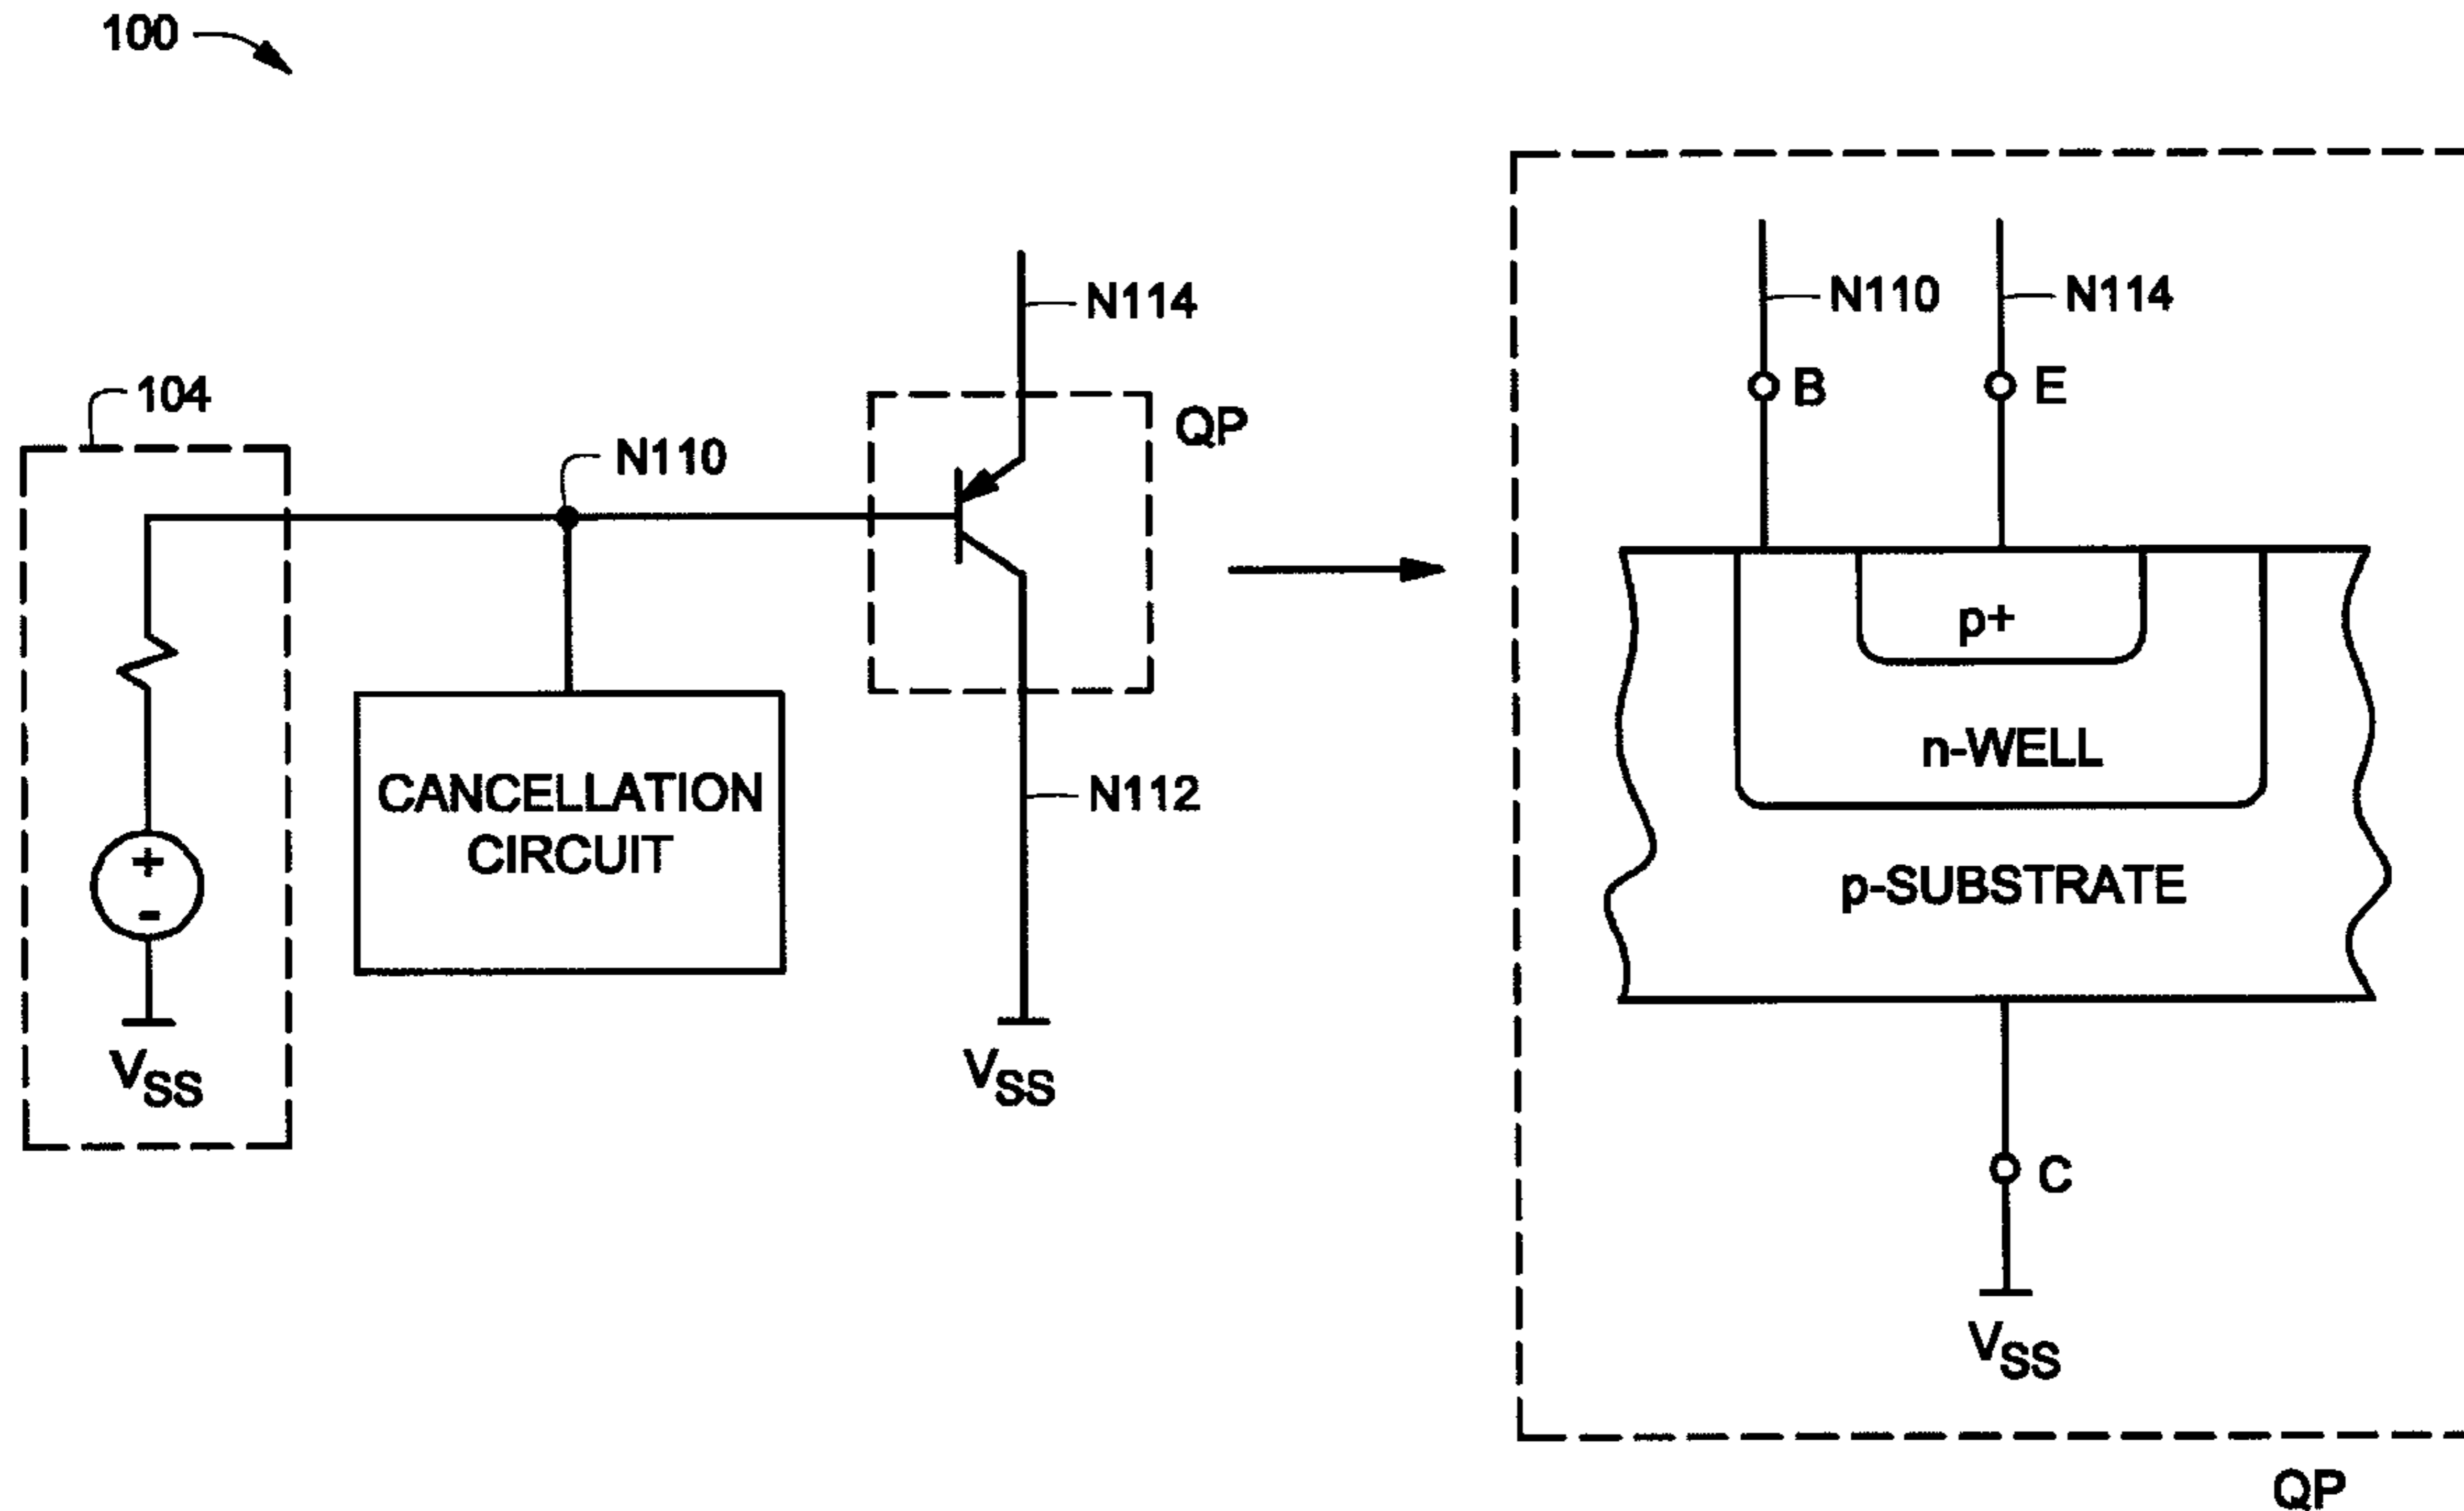 100
N114
104
N110
QP
CANCELLATION
CIRCUIT
N112
+
-
VSS
VSS
N110
N114
B
E
p+
n-WELL
p-SUBSTRATE
C
VSS
QP